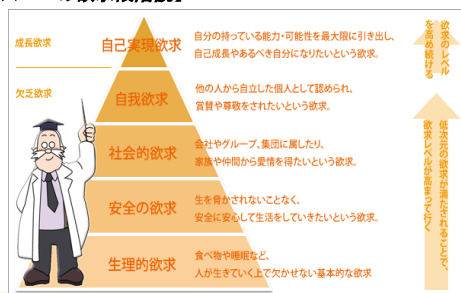 成長欲求
欠乏欲求
自己実現欲求
自分の持っている能力・可能性を最大限に引き出し、
自己成長やあるべき自分になりたいという欲求。
自我欲求
他の人から自立した個人として認められ、
賞賛や尊敬をされたいという欲求。
社会的欲求
会社やグループ、集団に属したり、
家族や仲間から愛情を得たいという欲求。
安全の欲求
生を脅かされないことなく、
安全に安心して生活をしていきたいという欲求。
生理的欲求
食べ物や睡眠など、
人が生きていく上で欠かせない基本的な欲求
欲求のレベル
を高め続ける
低次元の欲求が満たされることで、
欲求レベルが高まって行く